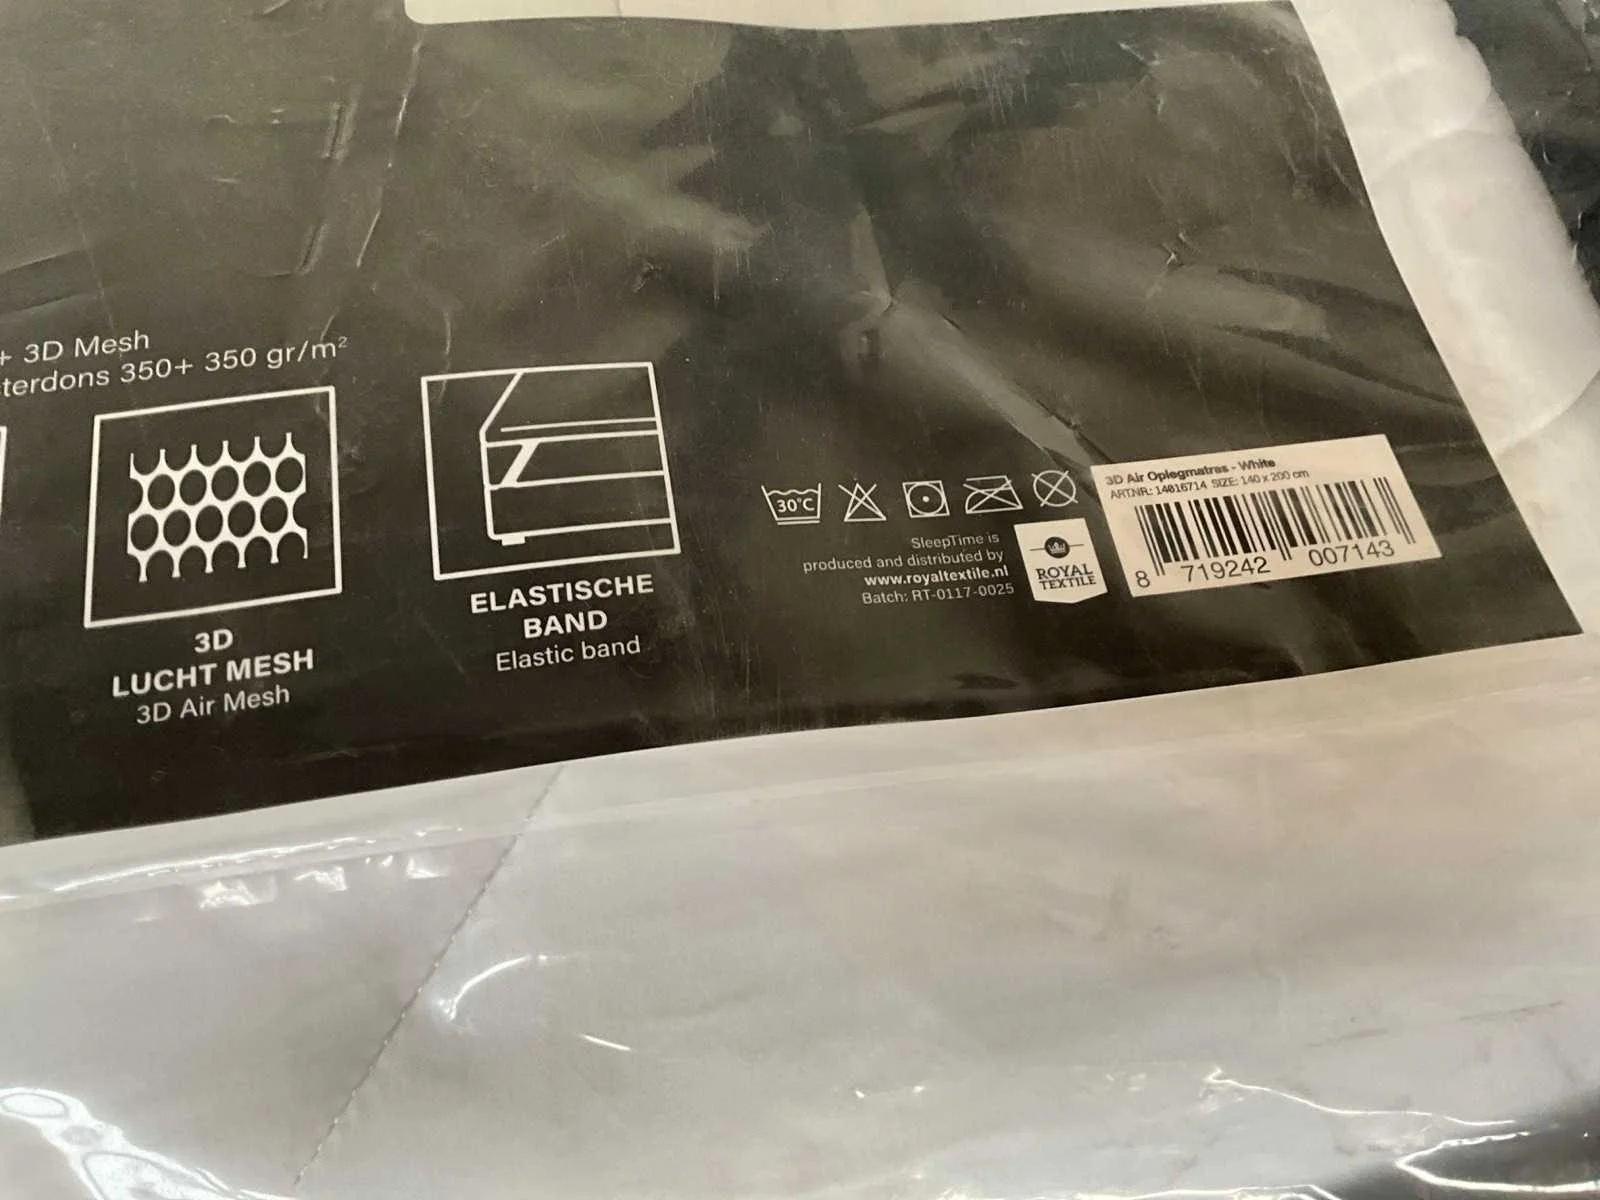 + 3D Mesh
terdons 350+ 350 gr/m²
3D
LUCHT MESH
3D Air Mesh
ELASTISCHE
BAND
Elastic band
30°C
SleepTime is
produced and distributed by
www.royaltextile.nl
Batch: RT-0117-0025
ROYAL
TEXTILE
3D Air Oplegmatras - White
ARTNR.: 14016714 SIZE: 140 x 200 cm
8 719242 007143